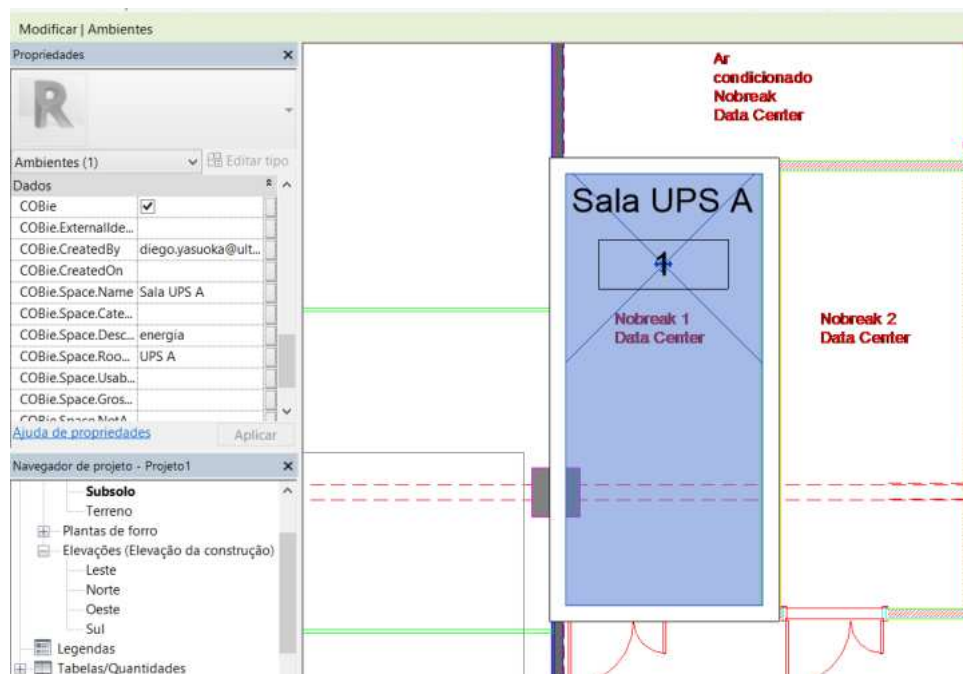 Modificar | Ambientes
Propriedades
R
Ambientes (1)
Editar tipo
Dados
COBie
COBie.ExternalIde...
COBie.CreatedBy diego.yasuoka@ult...
COBie.CreatedOn
COBie.Space.Name Sala UPS A
COBie.Space.Cate...
COBie.Space.Desc... energia
COBie.Space.Roo... UPS A
COBie.Space.Usab...
COBie.Space.Gros...
COBie.Space.NetA...
Ajuda de propriedades
Aplicar
Navegador de projeto - Projeto1
Subsolo
Terreno
Plantas de forro
Elevações (Elevação da construção)
Leste
Norte
Oeste
Sul
Legendas
Tabelas/Quantidades
Ar
condicionado
Nobreak
Data Center
Sala UPS A
1
Nobreak 1
Data Center
Nobreak 2
Data Center